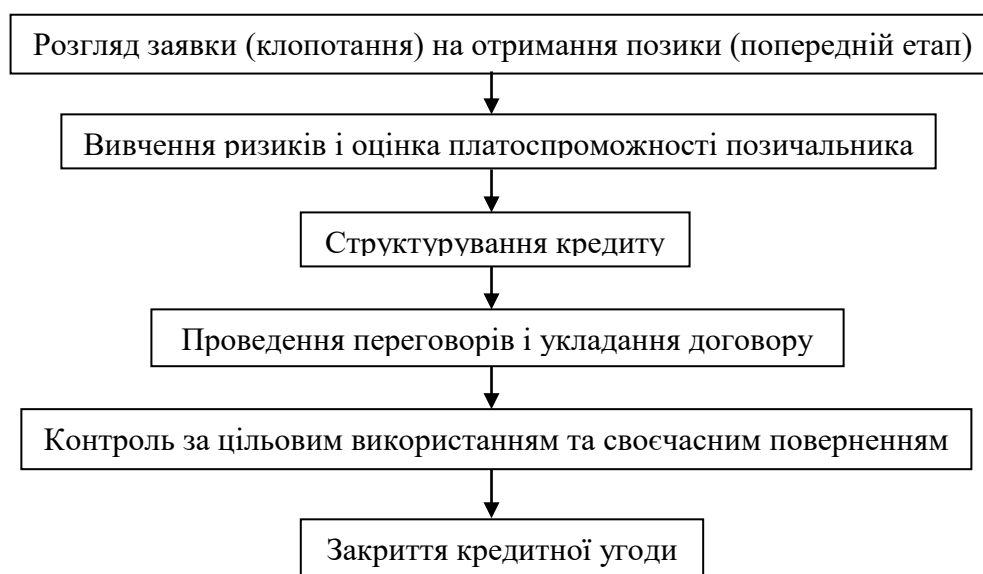 Розгляд заявки (клопотання) на отримання позики (попередній етап)
Вивчення ризиків і оцінка платоспроможності позичальника
Структурування кредиту
Проведення переговорів і укладання договору
Контроль за цільовим використанням та своєчасним поверненням
Закриття кредитної угоди